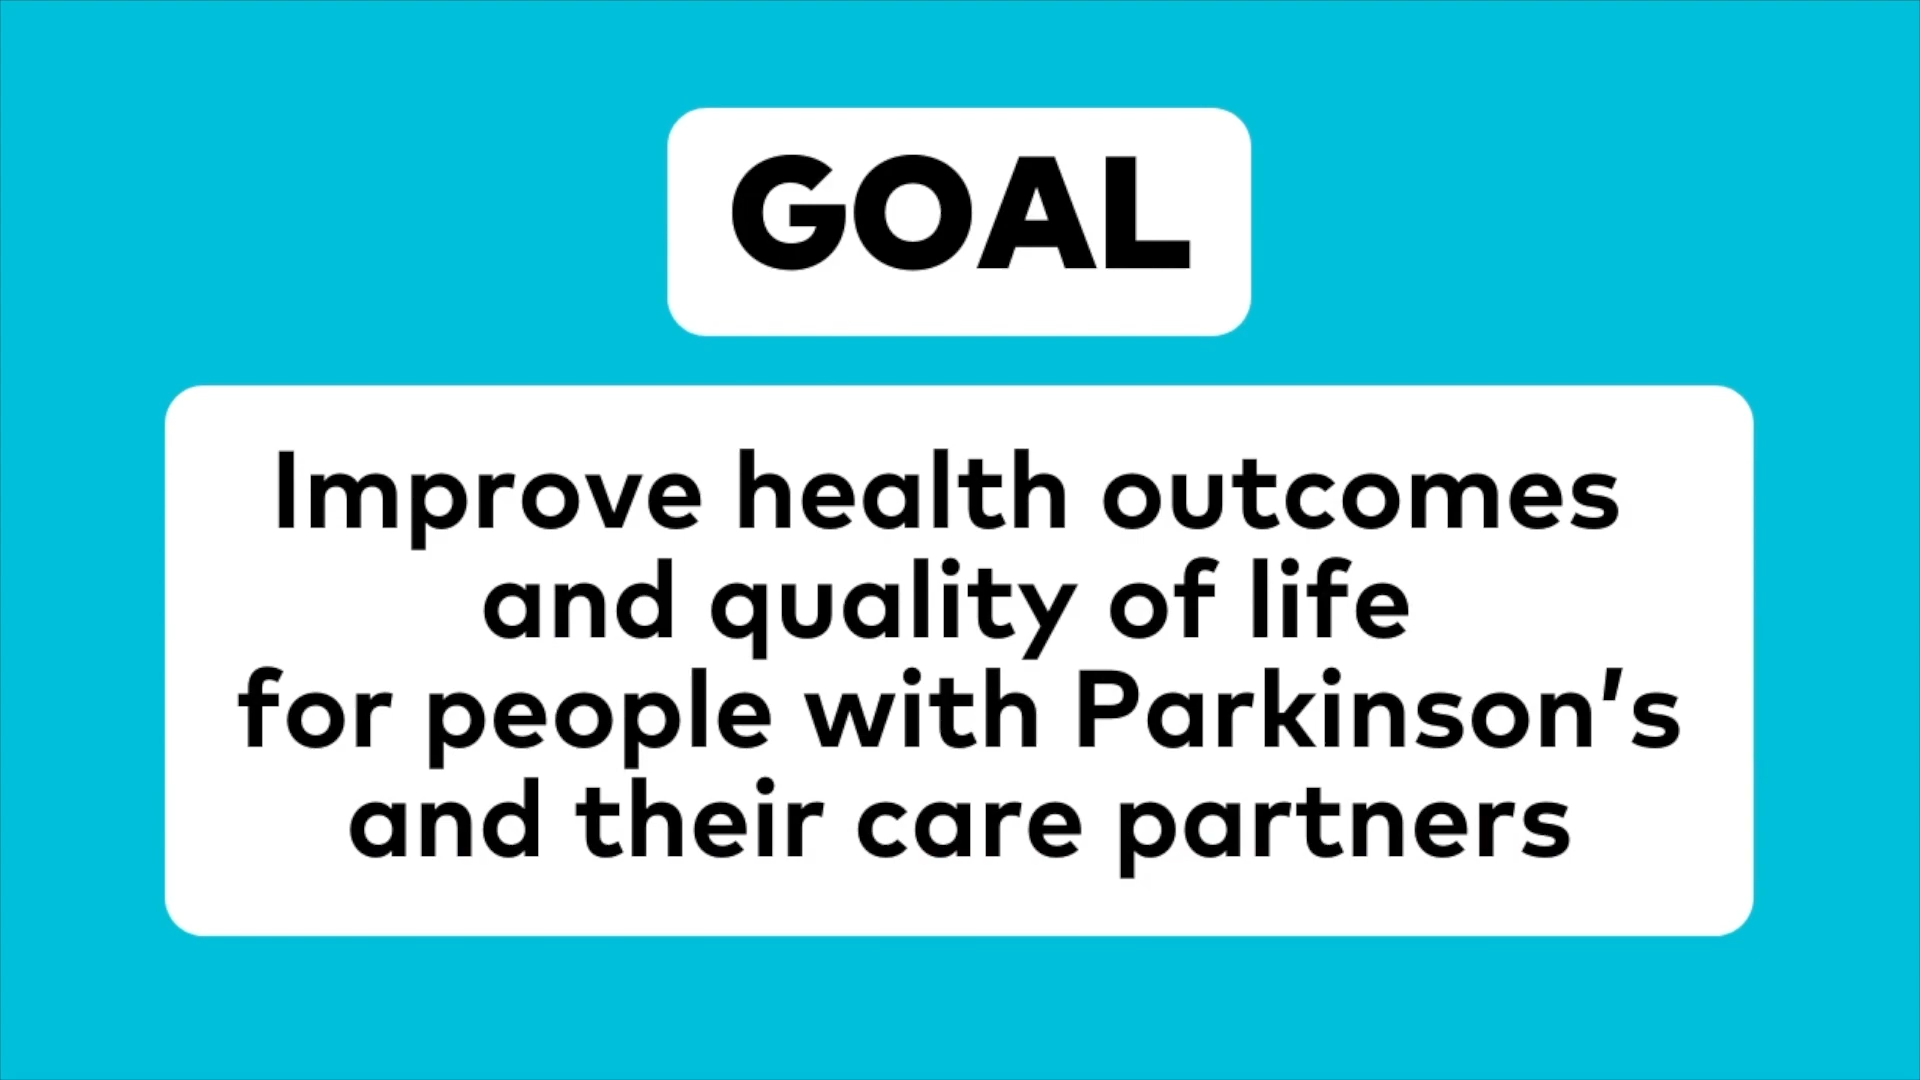 GOAL
Improve health outcomes
and quality of life
for people with Parkinson's
and their care partners